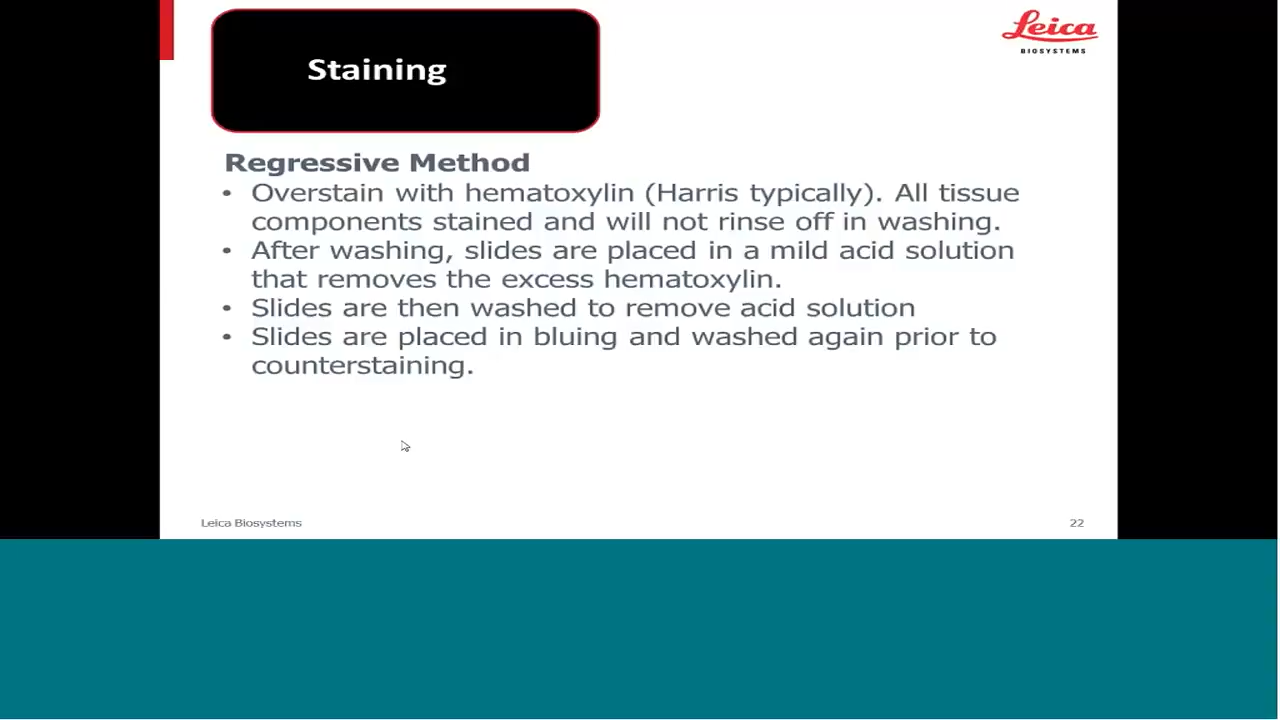 Staining
Leica
BIOSYSTEMS
Regressive Method
• Overstain with hematoxylin (Harris typically). All tissue
components stained and will not rinse off in washing.
• After washing, slides are placed in a mild acid solution
that removes the excess hematoxylin.
• Slides are then washed to remove acid solution
• Slides are placed in bluing and washed again prior to
counterstaining.
Leica Biosystems
22